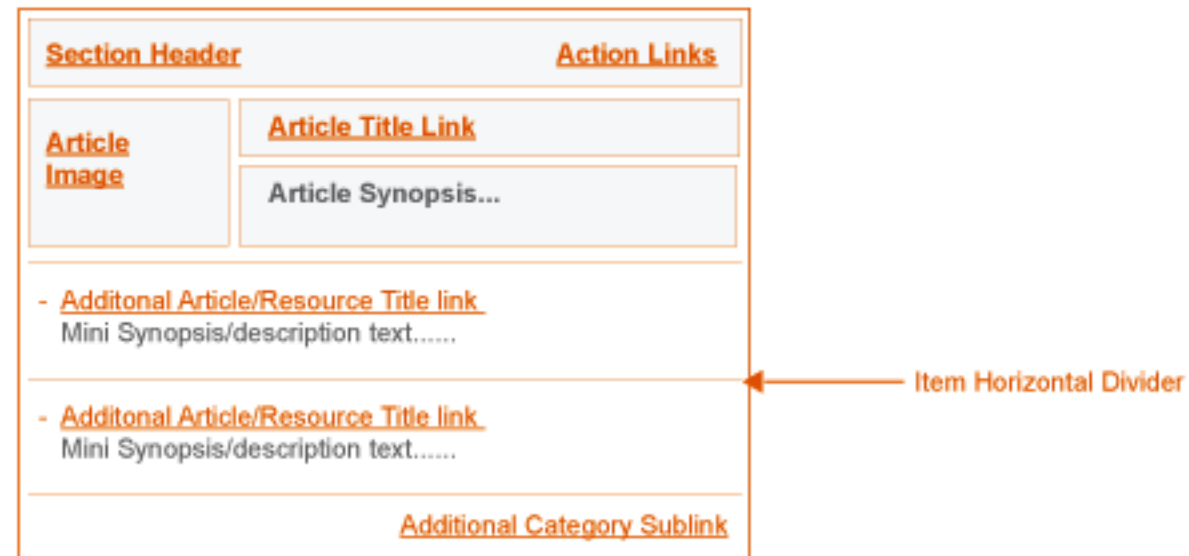 Section Header Action Links
Article
Image
Article Title Link
Article Synopsis...
- Additonal Article/Resource Title link
Mini Synopsis/description text......
Item Horizontal Divider
- Additonal Article/Resource Title link
Mini Synopsis/description text......
Additional Category Sublink